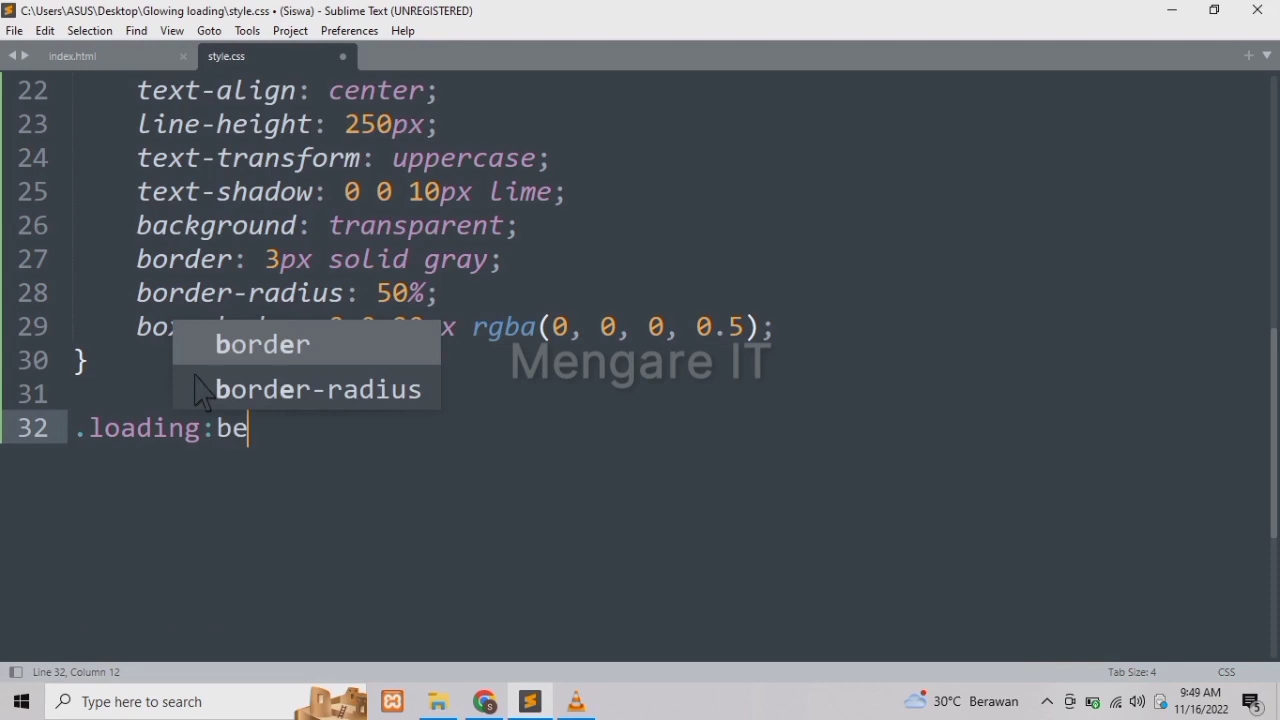 C:\Users\ASUS\Desktop\Glowing loading\style.css • (Siswa) - Sublime Text (UNREGISTERED)
File Edit Selection Find View Goto Tools Project Preferences Help
index.html style.css
22 text-align: center;
23 line-height: 250px;
24 text-transform: uppercase;
25 text-shadow: 0 0 10px lime;
26 background: transparent;
27 border: 3px solid gray;
28 border-radius: 50%;
29 rgba(0, 0, 0, 0.5);
border
30 }
Mengare IT
border-radius
31
32 .loading:be
Line 32, Column 12 Tab Size: 4 CSS
Type here to search 30°C Berawan 9:49 AM
11/16/2022 5